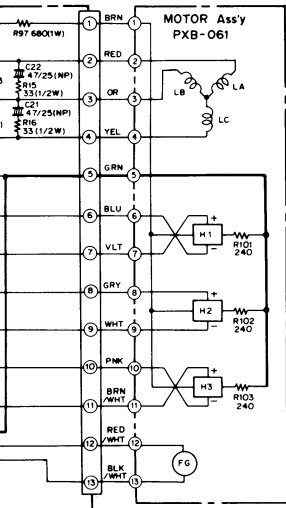 1 BRN 1 MOTOR Ass'y
R97 680(1W) PXB-061
2 RED 2
C22
47/25(NP)
R15
33(1/2W)
3 OR 3 LB LA
C21
47/25(NP)
R16
33(1/2W)
LC
4 YEL 4
5 GRN 5
6 BLU 6 +
H1
R101
240
7 VLT 7 −
8 GRY 8 +
H2
R102
240
9 WHT 9 −
10 PNK 10 +
H3
R103
240
11 BRN/WHT 11 −
12 RED/WHT 12
FG
13 BLK/WHT 13